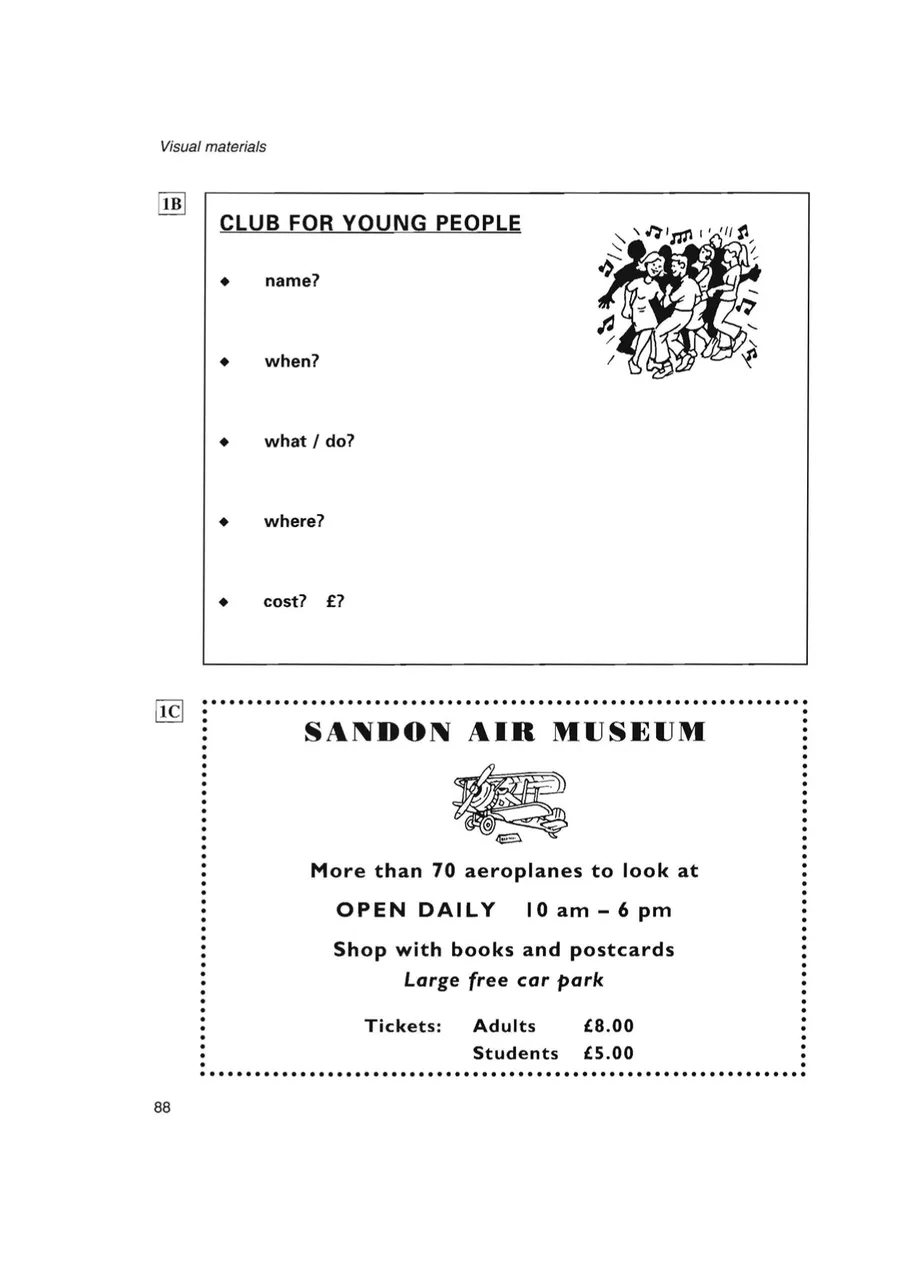 Visual materials
1B
CLUB FOR YOUNG PEOPLE
◆ name?
◆ when?
◆ what / do?
◆ where?
◆ cost? £?
1C
SANDON AIR MUSEUM
More than 70 aeroplanes to look at
OPEN DAILY 10 am – 6 pm
Shop with books and postcards
Large free car park
Tickets: Adults £8.00
Students £5.00
88